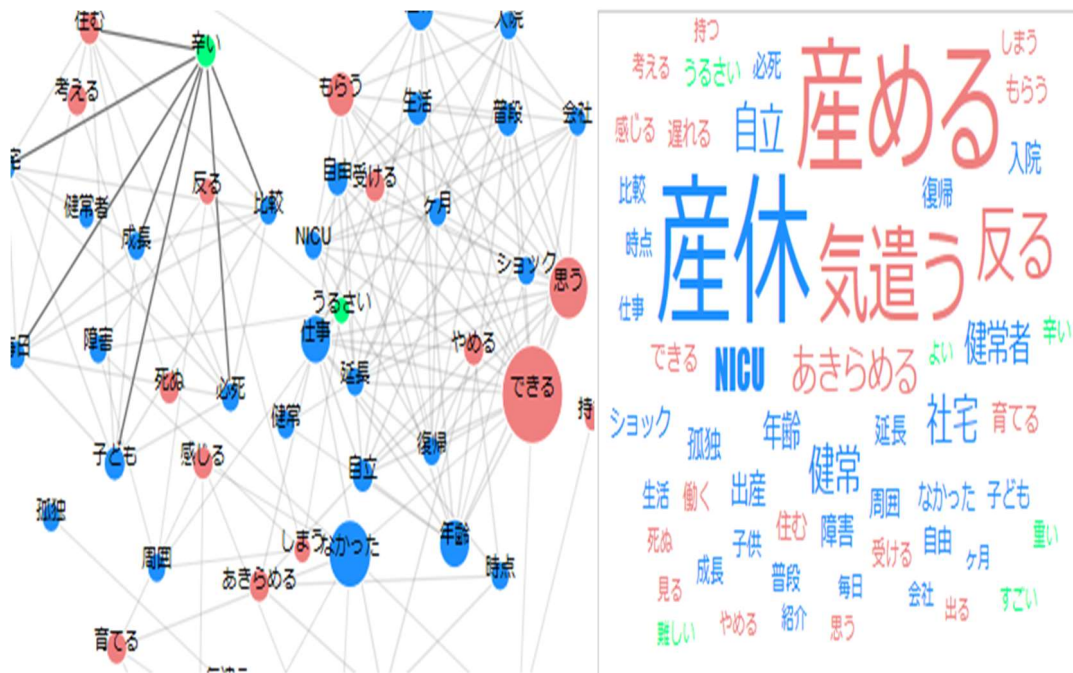 住む
辛い
入院
考える
もらう
生活
普段
会社
反る
自由
受ける
健常者
比較
ケ月
成長
NICU
ショック
思う
うるさい
仕事
毎日
障害
やめる
死ぬ
延長
できる
必死
健常
持
復帰
子ども
感じる
自立
孤独
周囲
しまう
なかった
年齢
あきらめる
時点
育てる
持つ
しまう
考える
うるさい
必死
産める
もらう
感じる
遅れる
自立
入院
比較
復帰
産休
気遣う
反る
時点
仕事
できる
NICU
あきらめる
よい
健常者
辛い
ショック
孤独
年齢
延長
社宅
育てる
健常
生活
働く
出産
周囲
なかった
子ども
死ぬ
子供
住む
障害
受ける
自由
ケ月
重い
見る
成長
普段
毎日
会社
出る
すごい
難しい
やめる
紹介
思う